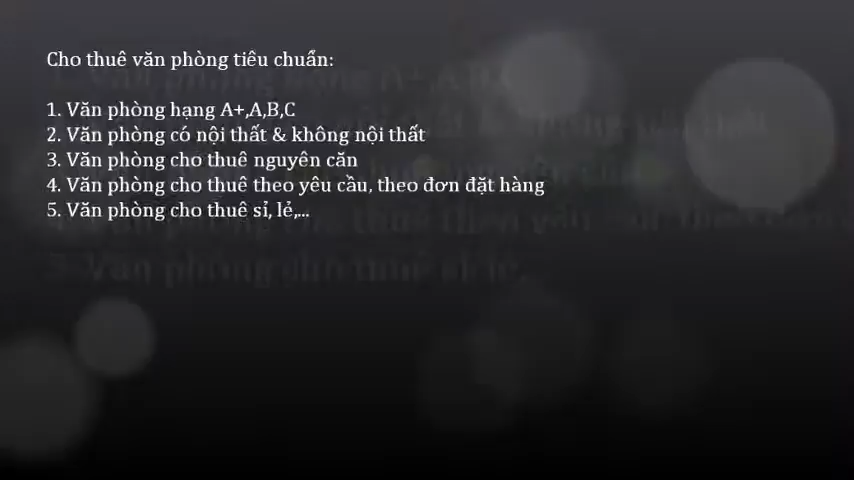 Cho thuê văn phòng tiêu chuẩn:
1. Văn phòng hạng A+,A,B,C
2. Văn phòng có nội thất & không nội thất
3. Văn phòng cho thuê nguyên căn
4. Văn phòng cho thuê theo yêu cầu, theo đơn đặt hàng
5. Văn phòng cho thuê sỉ, lẻ,...